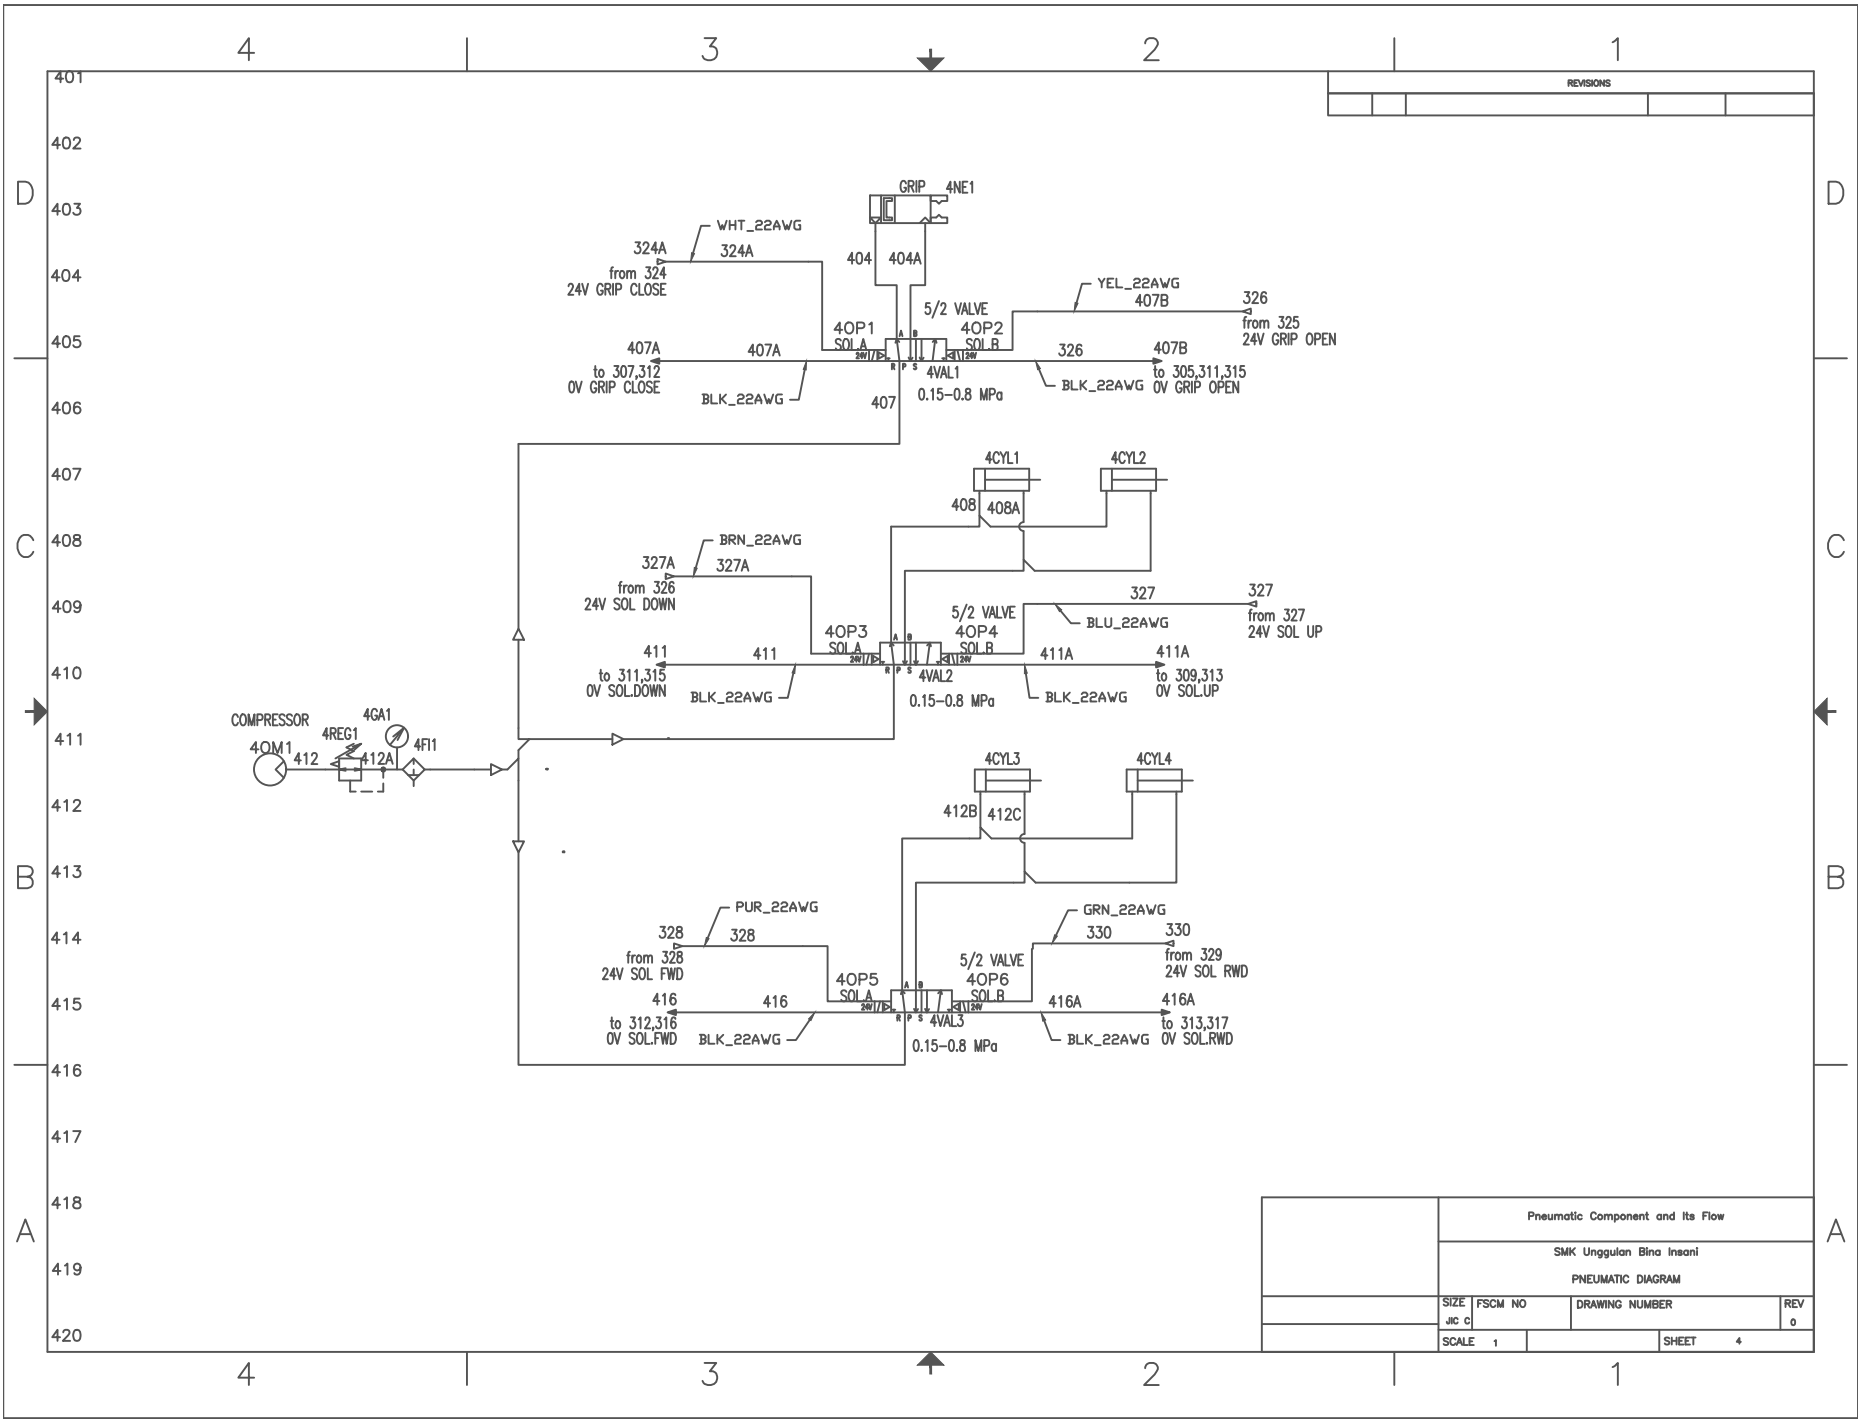 4 3 2 1
401
REVISIONS
402
D D
403
GRIP 4NE1
WHT_22AWG
324A 324A
from 324
24V GRIP CLOSE
404 404A
404
YEL_22AWG
407B 326
from 325
24V GRIP OPEN
5/2 VALVE
405
4OP1 4OP2
SOL.A SOL.B
A B
24V 24V
R P S
407A 407A 326 407B
to 307,312
0V GRIP CLOSE
to 305,311,315
0V GRIP OPEN
4VAL1
0.15-0.8 MPa
BLK_22AWG BLK_22AWG
406
407
4CYL1 4CYL2
407
408 408A
C C
408
BRN_22AWG
327A 327A
from 326
24V SOL DOWN
409
327 327
from 327
24V SOL UP
5/2 VALVE
BLU_22AWG
4OP3 4OP4
SOL.A SOL.B
A B
24V 24V
R P S
411 411 411A 411A
410
to 311,315
0V SOL.DOWN
to 309,313
0V SOL.UP
4VAL2
0.15-0.8 MPa
BLK_22AWG BLK_22AWG
COMPRESSOR
4OM1
4GA1
4REG1
4FI1
411
412 412A
4CYL3 4CYL4
412
412B 412C
413
B B
PUR_22AWG
GRN_22AWG
414
328 328
from 328
24V SOL FWD
330 330
from 329
24V SOL RWD
5/2 VALVE
4OP5 4OP6
SOL.A SOL.B
A B
24V 24V
R P S
415
416 416 416A 416A
to 312,316
0V SOL.FWD
to 313,317
0V SOL.RWD
4VAL3
0.15-0.8 MPa
BLK_22AWG BLK_22AWG
416
417
418
A A
Pneumatic Component and Its Flow
SMK Unggulan Bina Insani
PNEUMATIC DIAGRAM
419
SIZE FSCM NO DRAWING NUMBER REV
JIC C 0
420
SCALE 1 SHEET 4
4 3 2 1